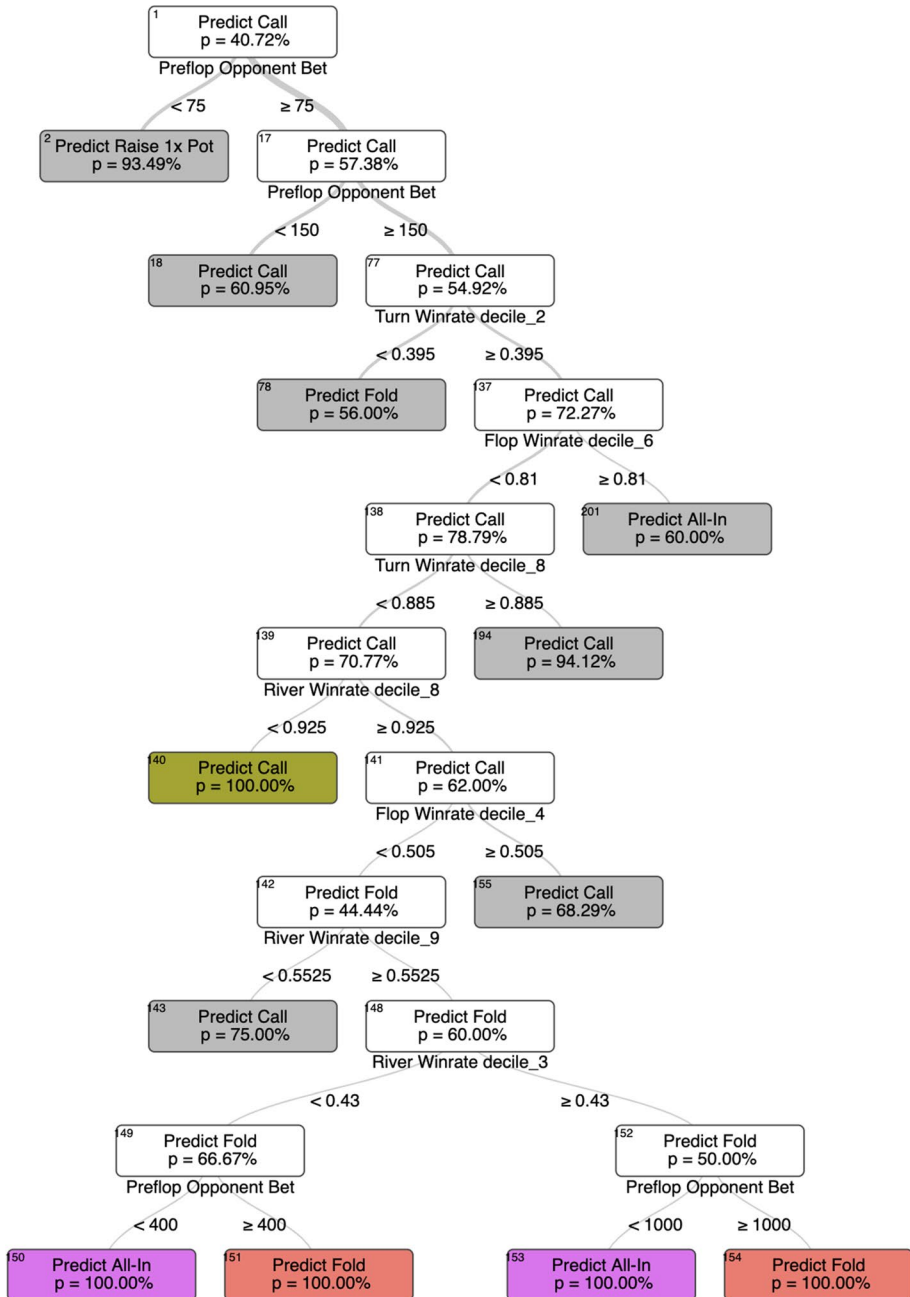 1
Predict Call
p = 40.72%
Preflop Opponent Bet
< 75
≥ 75
2
Predict Raise 1x Pot
p = 93.49%
17
Predict Call
p = 57.38%
Preflop Opponent Bet
< 150
≥ 150
18
Predict Call
p = 60.95%
77
Predict Call
p = 54.92%
Turn Winrate decile_2
< 0.395
≥ 0.395
78
Predict Fold
p = 56.00%
137
Predict Call
p = 72.27%
Flop Winrate decile_6
< 0.81
≥ 0.81
138
Predict Call
p = 78.79%
Turn Winrate decile_8
201
Predict All-In
p = 60.00%
< 0.885
≥ 0.885
139
Predict Call
p = 70.77%
River Winrate decile_8
194
Predict Call
p = 94.12%
< 0.925
≥ 0.925
140
Predict Call
p = 100.00%
141
Predict Call
p = 62.00%
Flop Winrate decile_4
< 0.505
≥ 0.505
142
Predict Fold
p = 44.44%
River Winrate decile_9
155
Predict Call
p = 68.29%
< 0.5525
≥ 0.5525
143
Predict Call
p = 75.00%
148
Predict Fold
p = 60.00%
River Winrate decile_3
< 0.43
≥ 0.43
149
Predict Fold
p = 66.67%
Preflop Opponent Bet
152
Predict Fold
p = 50.00%
Preflop Opponent Bet
< 400
≥ 400
< 1000
≥ 1000
150
Predict All-In
p = 100.00%
151
Predict Fold
p = 100.00%
153
Predict All-In
p = 100.00%
154
Predict Fold
p = 100.00%